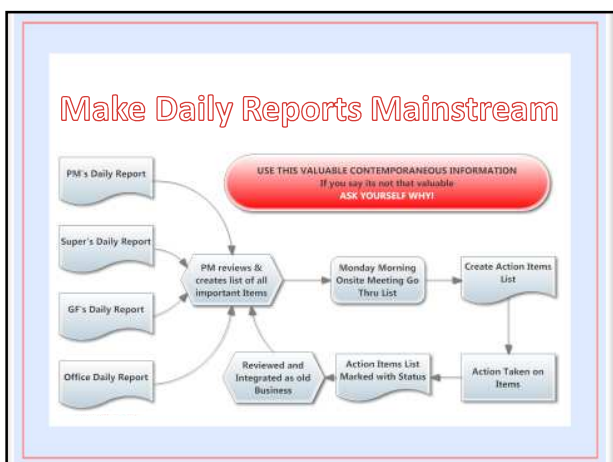 Make Daily Reports Mainstream
PM's Daily Report
USE THIS VALUABLE CONTEMPORANEOUS INFORMATION
If you say its not that valuable
ASK YOURSELF WHY!
Super's Daily Report
PM reviews &
creates list of all
important Items
Monday Morning
Onsite Meeting Go
Thru List
Create Action Items
List
GF's Daily Report
Office Daily Report
Reviewed and
Integrated as old
Business
Action Items List
Marked with Status
Action Taken on
Items